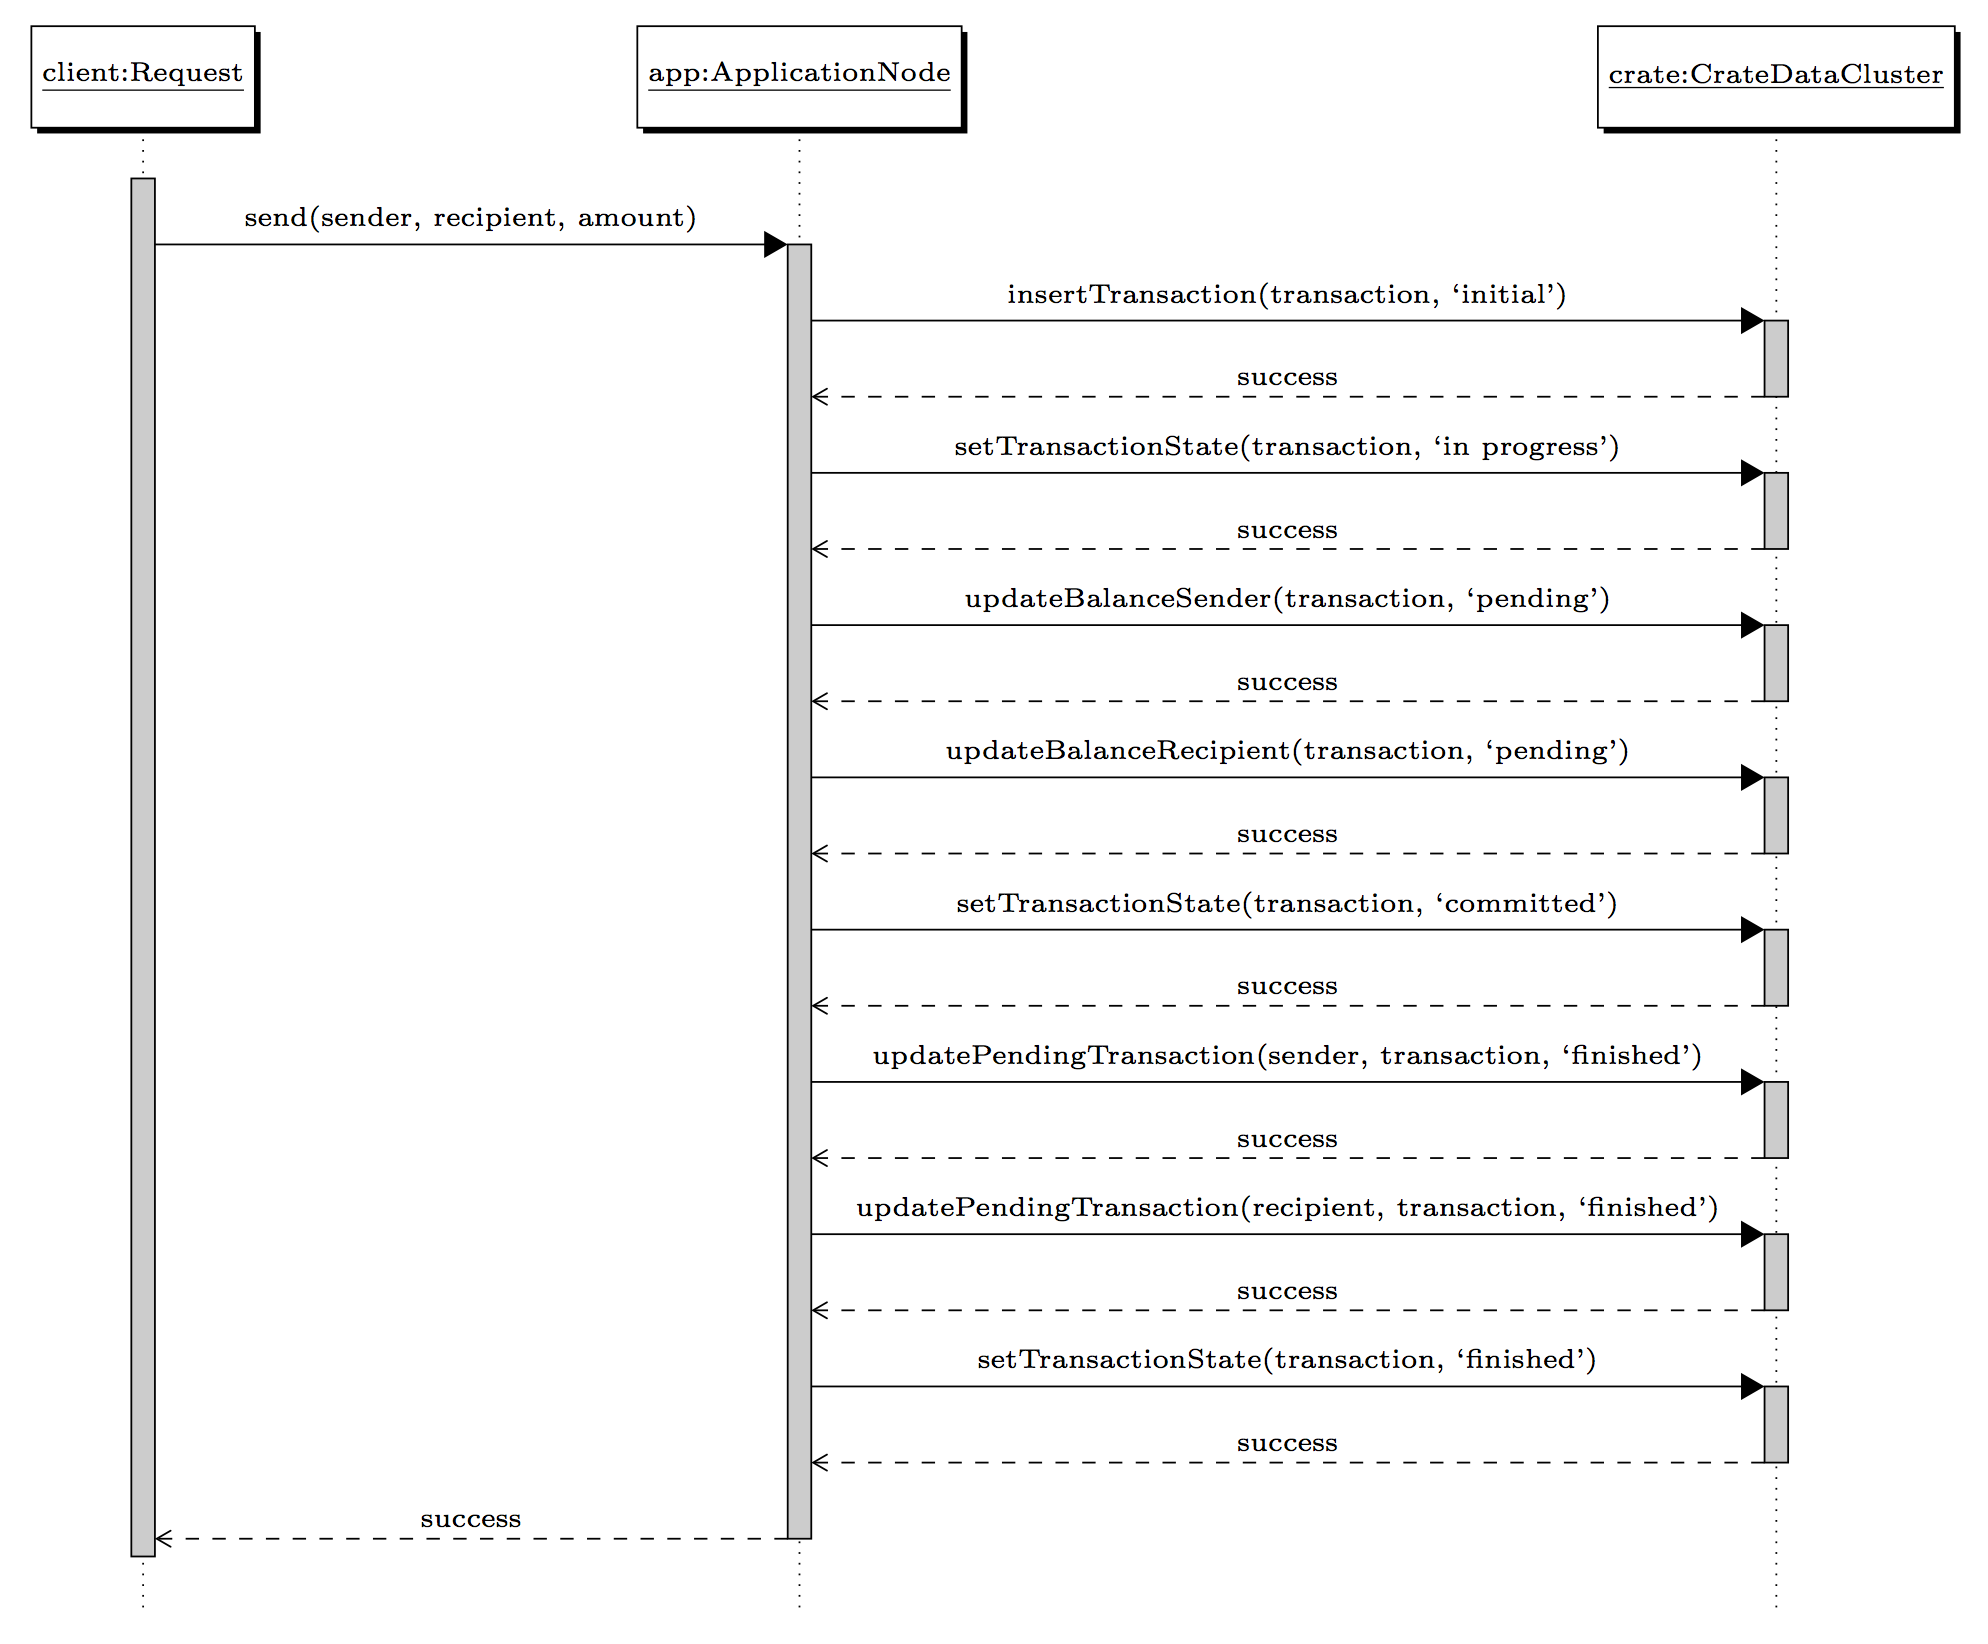 client:Request
app:ApplicationNode
crate:CrateDataCluster
send(sender, recipient, amount)
insertTransaction(transaction, ‘initial’)
success
setTransactionState(transaction, ‘in progress’)
success
updateBalanceSender(transaction, ‘pending’)
success
updateBalanceRecipient(transaction, ‘pending’)
success
setTransactionState(transaction, ‘committed’)
success
updatePendingTransaction(sender, transaction, ‘finished’)
success
updatePendingTransaction(recipient, transaction, ‘finished’)
success
setTransactionState(transaction, ‘finished’)
success
success